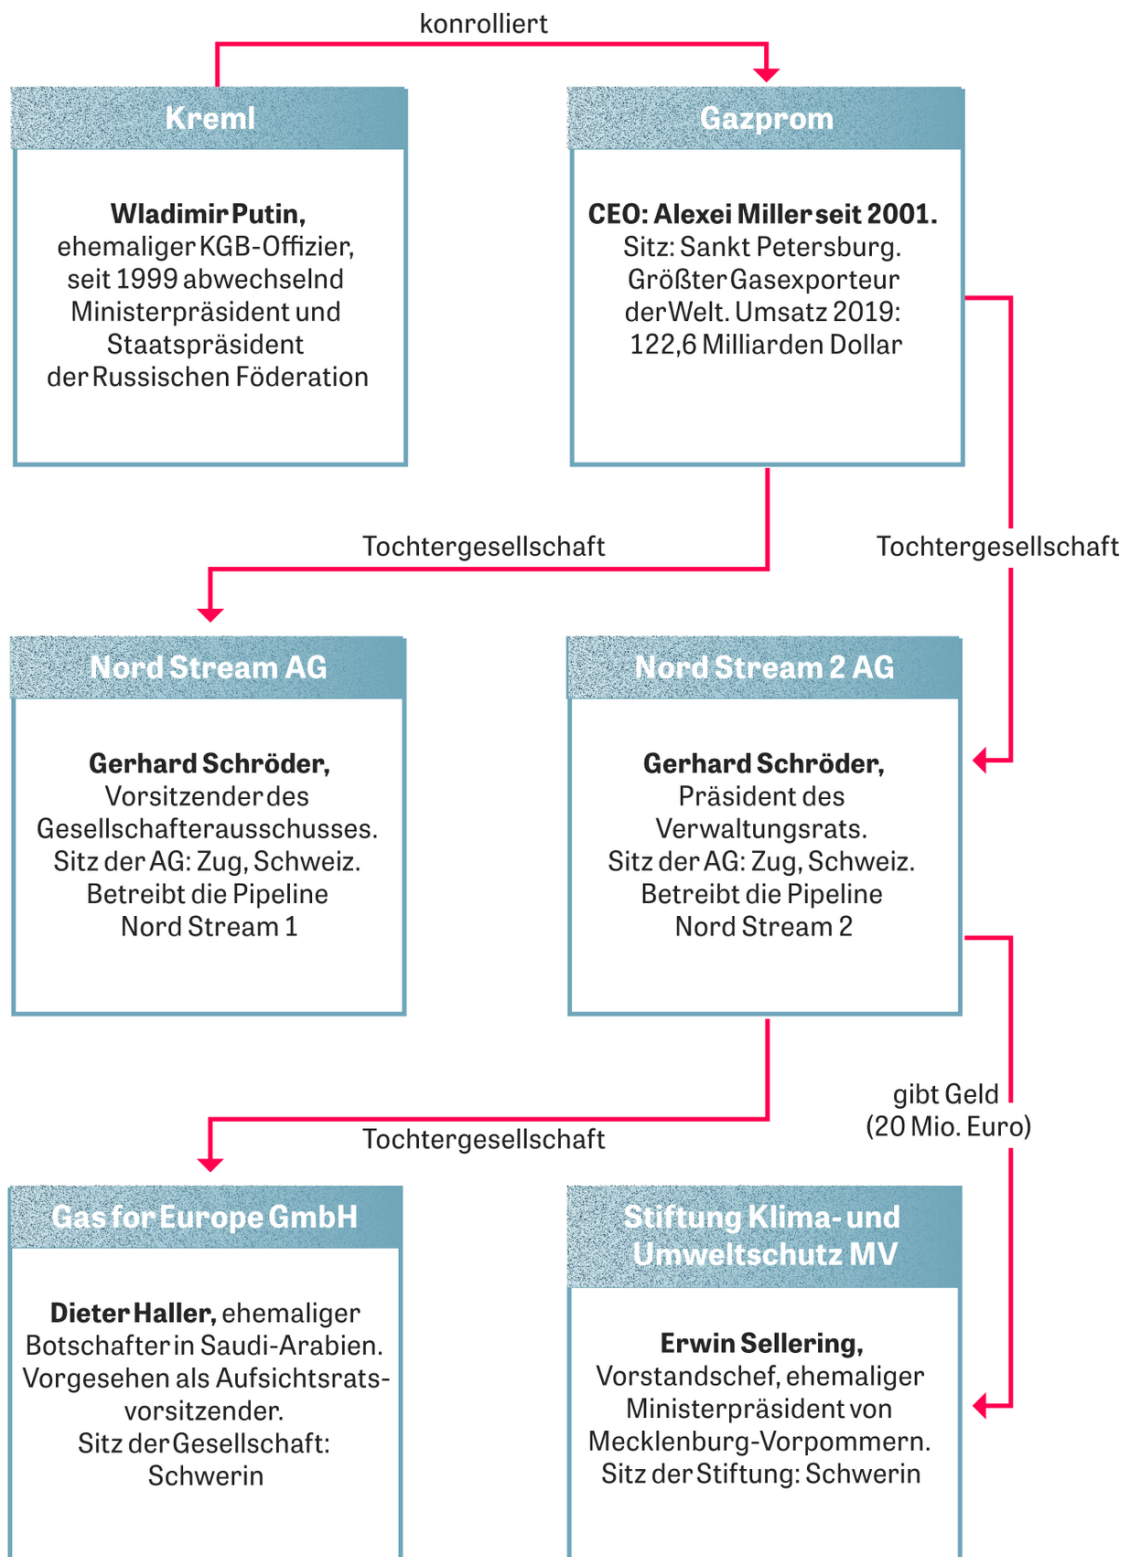 konrolliert
Kreml
Wladimir Putin,
ehemaliger KGB-Offizier,
seit 1999 abwechselnd
Ministerpräsident und
Staatspräsident
der Russischen Föderation
Gazprom
CEO: Alexei Miller seit 2001.
Sitz: Sankt Petersburg.
Größter Gasexporteur
der Welt. Umsatz 2019:
122,6 Milliarden Dollar
Tochtergesellschaft
Tochtergesellschaft
Nord Stream AG
Gerhard Schröder,
Vorsitzender des
Gesellschafterausschusses.
Sitz der AG: Zug, Schweiz.
Betreibt die Pipeline
Nord Stream 1
Nord Stream 2 AG
Gerhard Schröder,
Präsident des
Verwaltungsrats.
Sitz der AG: Zug, Schweiz.
Betreibt die Pipeline
Nord Stream 2
Tochtergesellschaft
gibt Geld
(20 Mio. Euro)
Gas for Europe GmbH
Dieter Haller, ehemaliger
Botschafter in Saudi-Arabien.
Vorgesehen als Aufsichtsrats-
vorsitzender.
Sitz der Gesellschaft:
Schwerin
Stiftung Klima- und
Umweltschutz MV
Erwin Sellering,
Vorstandschef, ehemaliger
Ministerpräsident von
Mecklenburg-Vorpommern.
Sitz der Stiftung: Schwerin